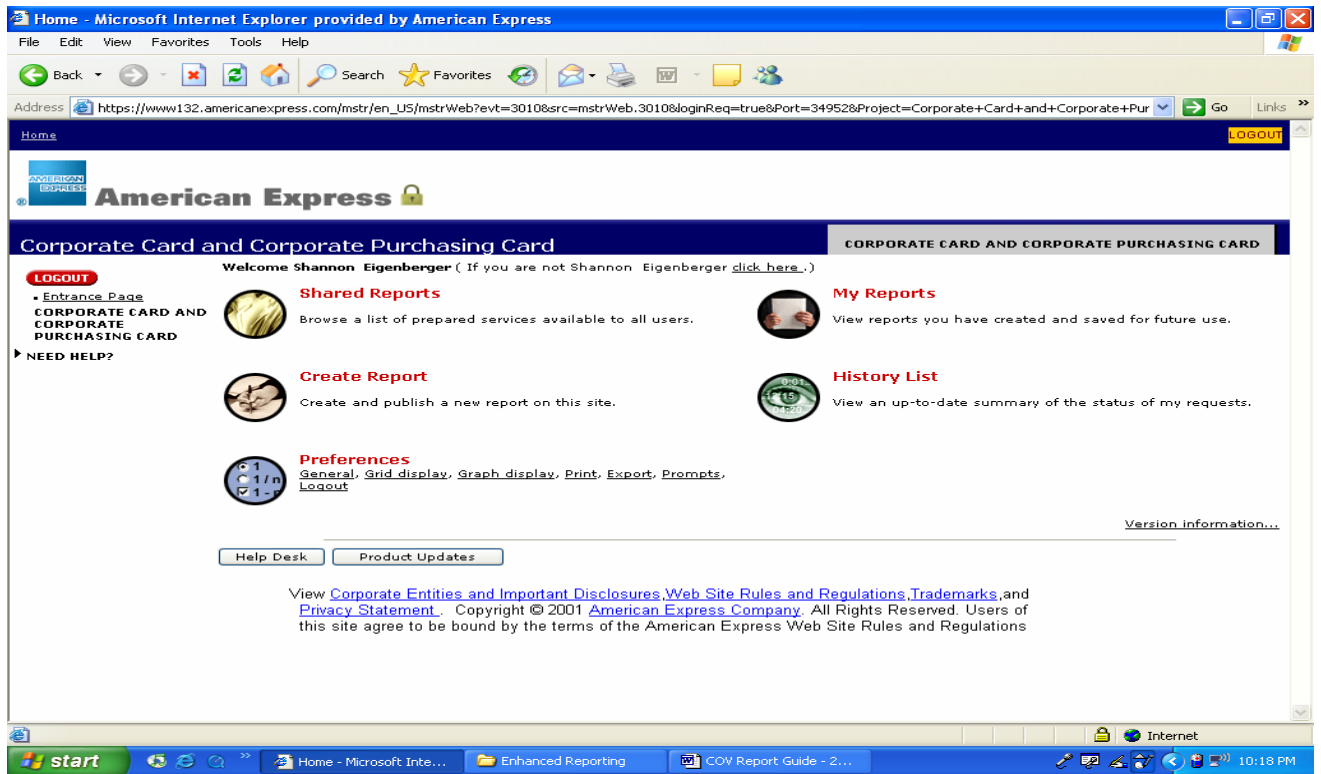 Home - Microsoft Internet Explorer provided by American Express
File Edit View Favorites Tools Help
Back Search Favorites
Address https://www132.americanexpress.com/mstr/en_US/mstrWeb?evt=3010&src=mstrWeb.3010&loginReq=true&Port=34952&Project=Corporate+Card+and+Corporate+Pur Go Links »
Home LOGOUT
AMERICAN EXPRESS ® American Express
Corporate Card and Corporate Purchasing Card CORPORATE CARD AND CORPORATE PURCHASING CARD
LOGOUT
Entrance Page
CORPORATE CARD AND
CORPORATE
PURCHASING CARD
NEED HELP?
Welcome Shannon Eigenberger ( If you are not Shannon Eigenberger click here .)
Shared Reports
Browse a list of prepared services available to all users.
My Reports
View reports you have created and saved for future use.
Create Report
Create and publish a new report on this site.
History List
View an up-to-date summary of the status of my requests.
Preferences
General, Grid display, Graph display, Print, Export, Prompts,
Logout
Version information...
Help Desk Product Updates
View Corporate Entities and Important Disclosures,Web Site Rules and Regulations,Trademarks,and
Privacy Statement . Copyright © 2001 American Express Company. All Rights Reserved. Users of
this site agree to be bound by the terms of the American Express Web Site Rules and Regulations
Internet
start » Home - Microsoft Inte... Enhanced Reporting COV Report Guide - 2... 10:18 PM